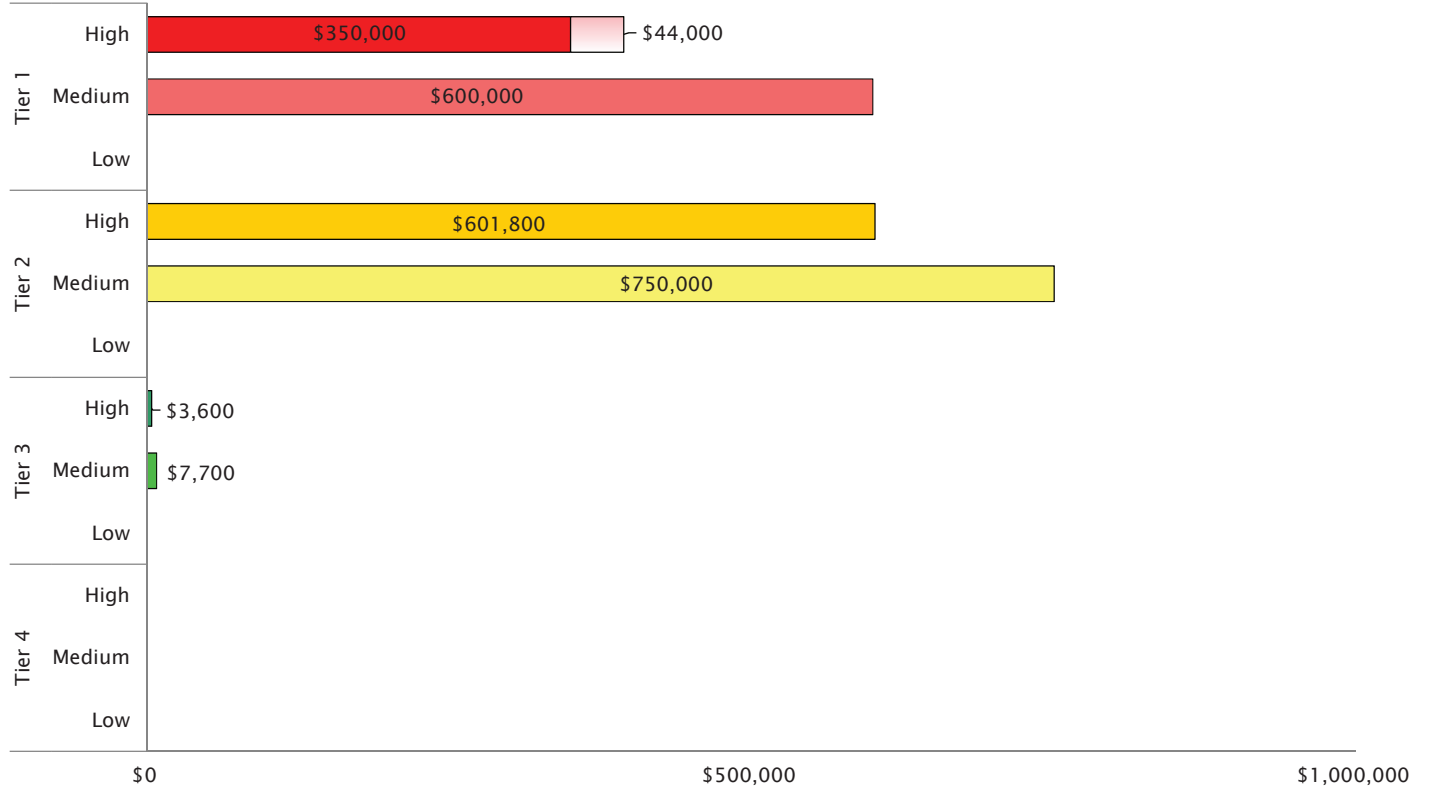 Tier 1
High
$350,000
$44,000
Medium
$600,000
Low
Tier 2
High
$601,800
Medium
$750,000
Low
Tier 3
High
$3,600
Medium
$7,700
Low
Tier 4
High
Medium
Low
$0
$500,000
$1,000,000